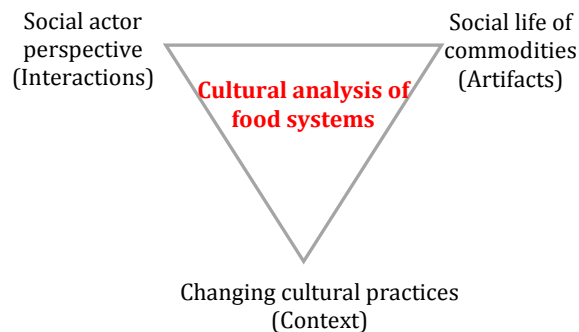 Social actor
perspective
(Interactions)
Social life of
commodities
(Artifacts)
Cultural analysis of
food systems
Changing cultural practices
(Context)